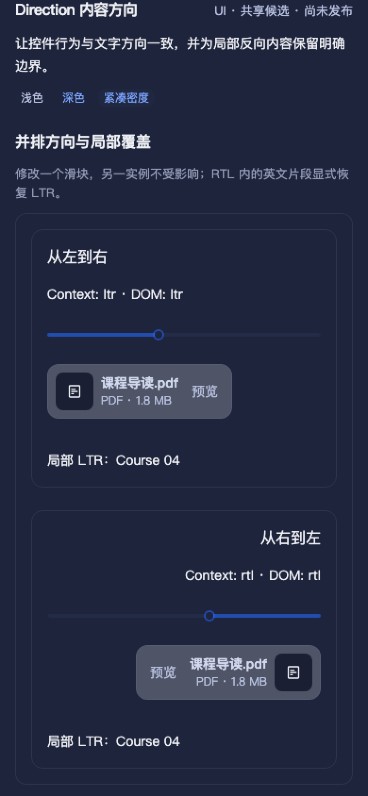 Direction 内容方向
UI · 共享候选 · 尚未发布
让控件行为与文字方向一致，并为局部反向内容保留明确
边界。
浅色 深色 紧凑密度
并排方向与局部覆盖
修改一个滑块，另一实例不受影响；RTL 内的英文片段显式恢
复 LTR。
从左到右
Context: ltr · DOM: ltr
课程导读.pdf
PDF · 1.8 MB
预览
局部 LTR：Course 04
从右到左
Context: rtl · DOM: rtl
预览
课程导读.pdf
PDF · 1.8 MB
局部 LTR：Course 04